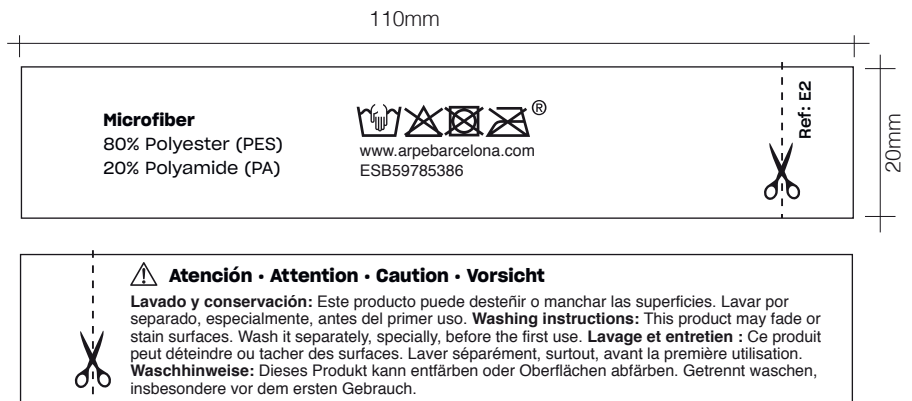 110mm
Microfiber
80% Polyester (PES)
20% Polyamide (PA)
®
www.arpebarcelona.com
ESB59785386
Ref: E2
20mm
Atención · Attention · Caution · Vorsicht
Lavado y conservación: Este producto puede desteñir o manchar las superficies. Lavar por
separado, especialmente, antes del primer uso. Washing instructions: This product may fade or
stain surfaces. Wash it separately, specially, before the first use. Lavage et entretien : Ce produit
peut déteindre ou tacher des surfaces. Laver séparément, surtout, avant la première utilisation.
Waschhinweise: Dieses Produkt kann entfärben oder Oberflächen abfärben. Getrennt waschen,
insbesondere vor dem ersten Gebrauch.